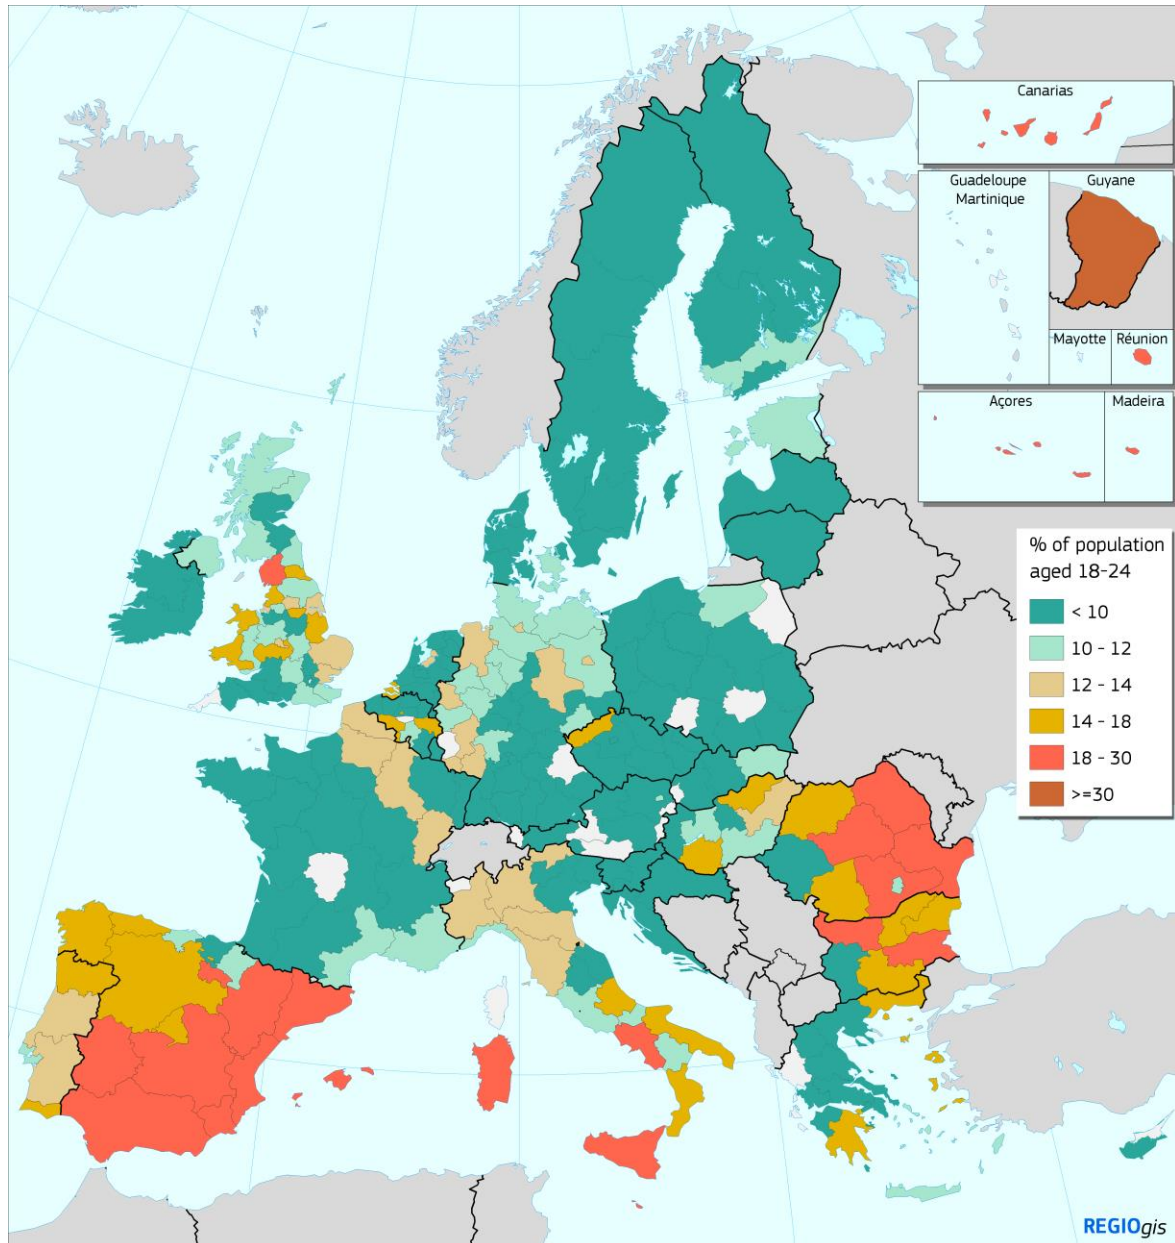 Canarias
Guadeloupe
Martinique
Guyane
Mayotte
Réunion
Açores
Madeira
% of population
aged 18-24
< 10
10 - 12
12 - 14
14 - 18
18 - 30
>=30
REGIOgis